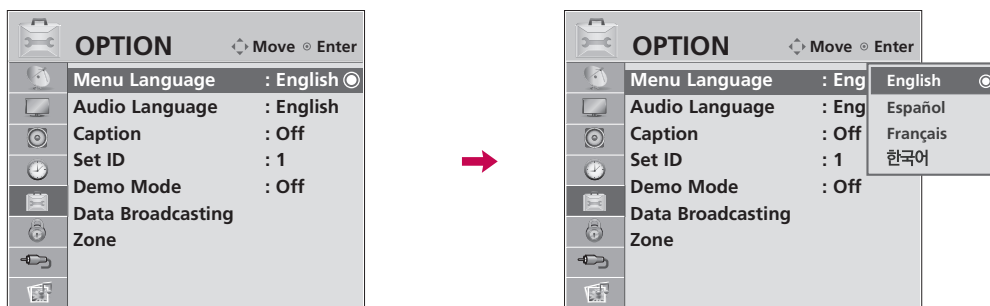 OPTION Move Enter
Menu Language : English
Audio Language : English
Caption : Off
Set ID : 1
Demo Mode : Off
Data Broadcasting
Zone
OPTION Move Enter
Menu Language : Eng
Audio Language : Eng
Caption : Off
Set ID : 1
Demo Mode : Off
Data Broadcasting
Zone
English
Español
Français
한국어